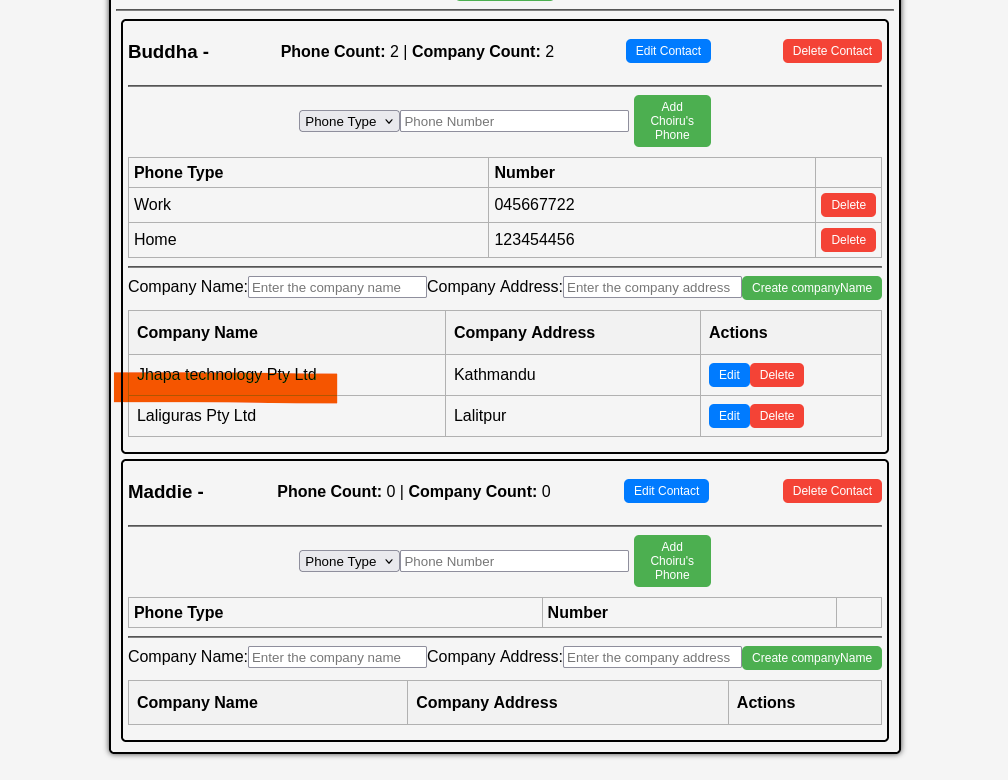 Buddha - Phone Count: 2 | Company Count: 2 Edit Contact Delete Contact
Phone Type Phone Number Add Choiru's Phone
Phone Type Number
Work 045667722 Delete
Home 123454456 Delete
Company Name: Enter the company name Company Address: Enter the company address Create companyName
Company Name Company Address Actions
Jhapa technology Pty Ltd Kathmandu Edit Delete
Laliguras Pty Ltd Lalitpur Edit Delete
Maddie - Phone Count: 0 | Company Count: 0 Edit Contact Delete Contact
Phone Type Phone Number Add Choiru's Phone
Phone Type Number
Company Name: Enter the company name Company Address: Enter the company address Create companyName
Company Name Company Address Actions